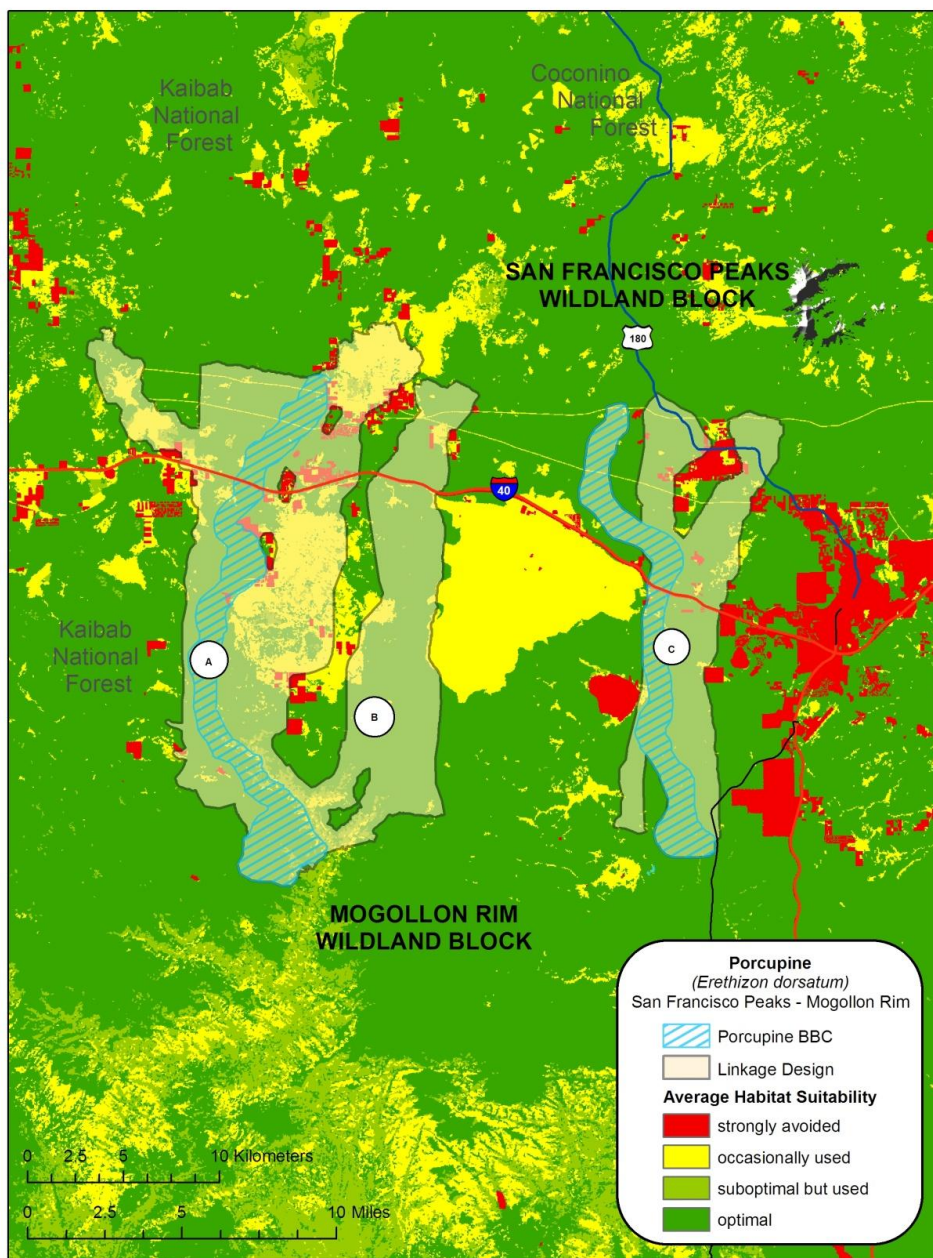 Kaibab
National
Forest
Coconino
National
Forest
SAN FRANCISCO PEAKS
WILDLAND BLOCK
180
40
Kaibab
National
Forest
A
B
C
MOGOLLON RIM
WILDLAND BLOCK
Porcupine
(Erethizon dorsatum)
San Francisco Peaks - Mogollon Rim
Porcupine BBC
Linkage Design
Average Habitat Suitability
strongly avoided
occasionally used
suboptimal but used
optimal
0 2.5 5 10 Kilometers
0 2.5 5 10 Miles